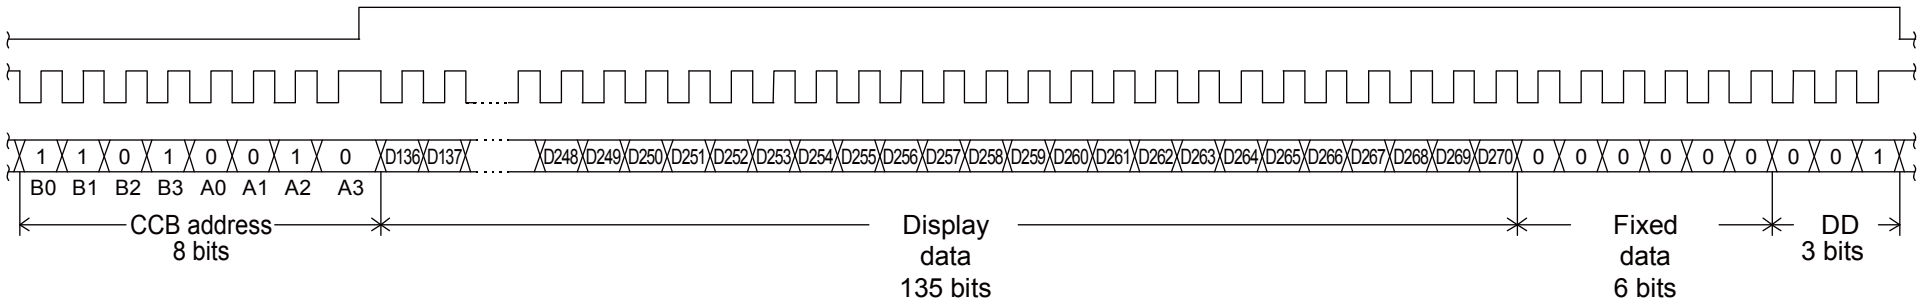 1 1 0 1 0 0 1 0 D136 D137 D248 D249 D250 D251 D252 D253 D254 D255 D256 D257 D258 D259 D260 D261 D262 D263 D264 D265 D266 D267 D268 D269 D270 0 0 0 0 0 0 0 0 1
B0 B1 B2 B3 A0 A1 A2 A3
CCB address
8 bits
Display
data
135 bits
Fixed
data
6 bits
DD
3 bits